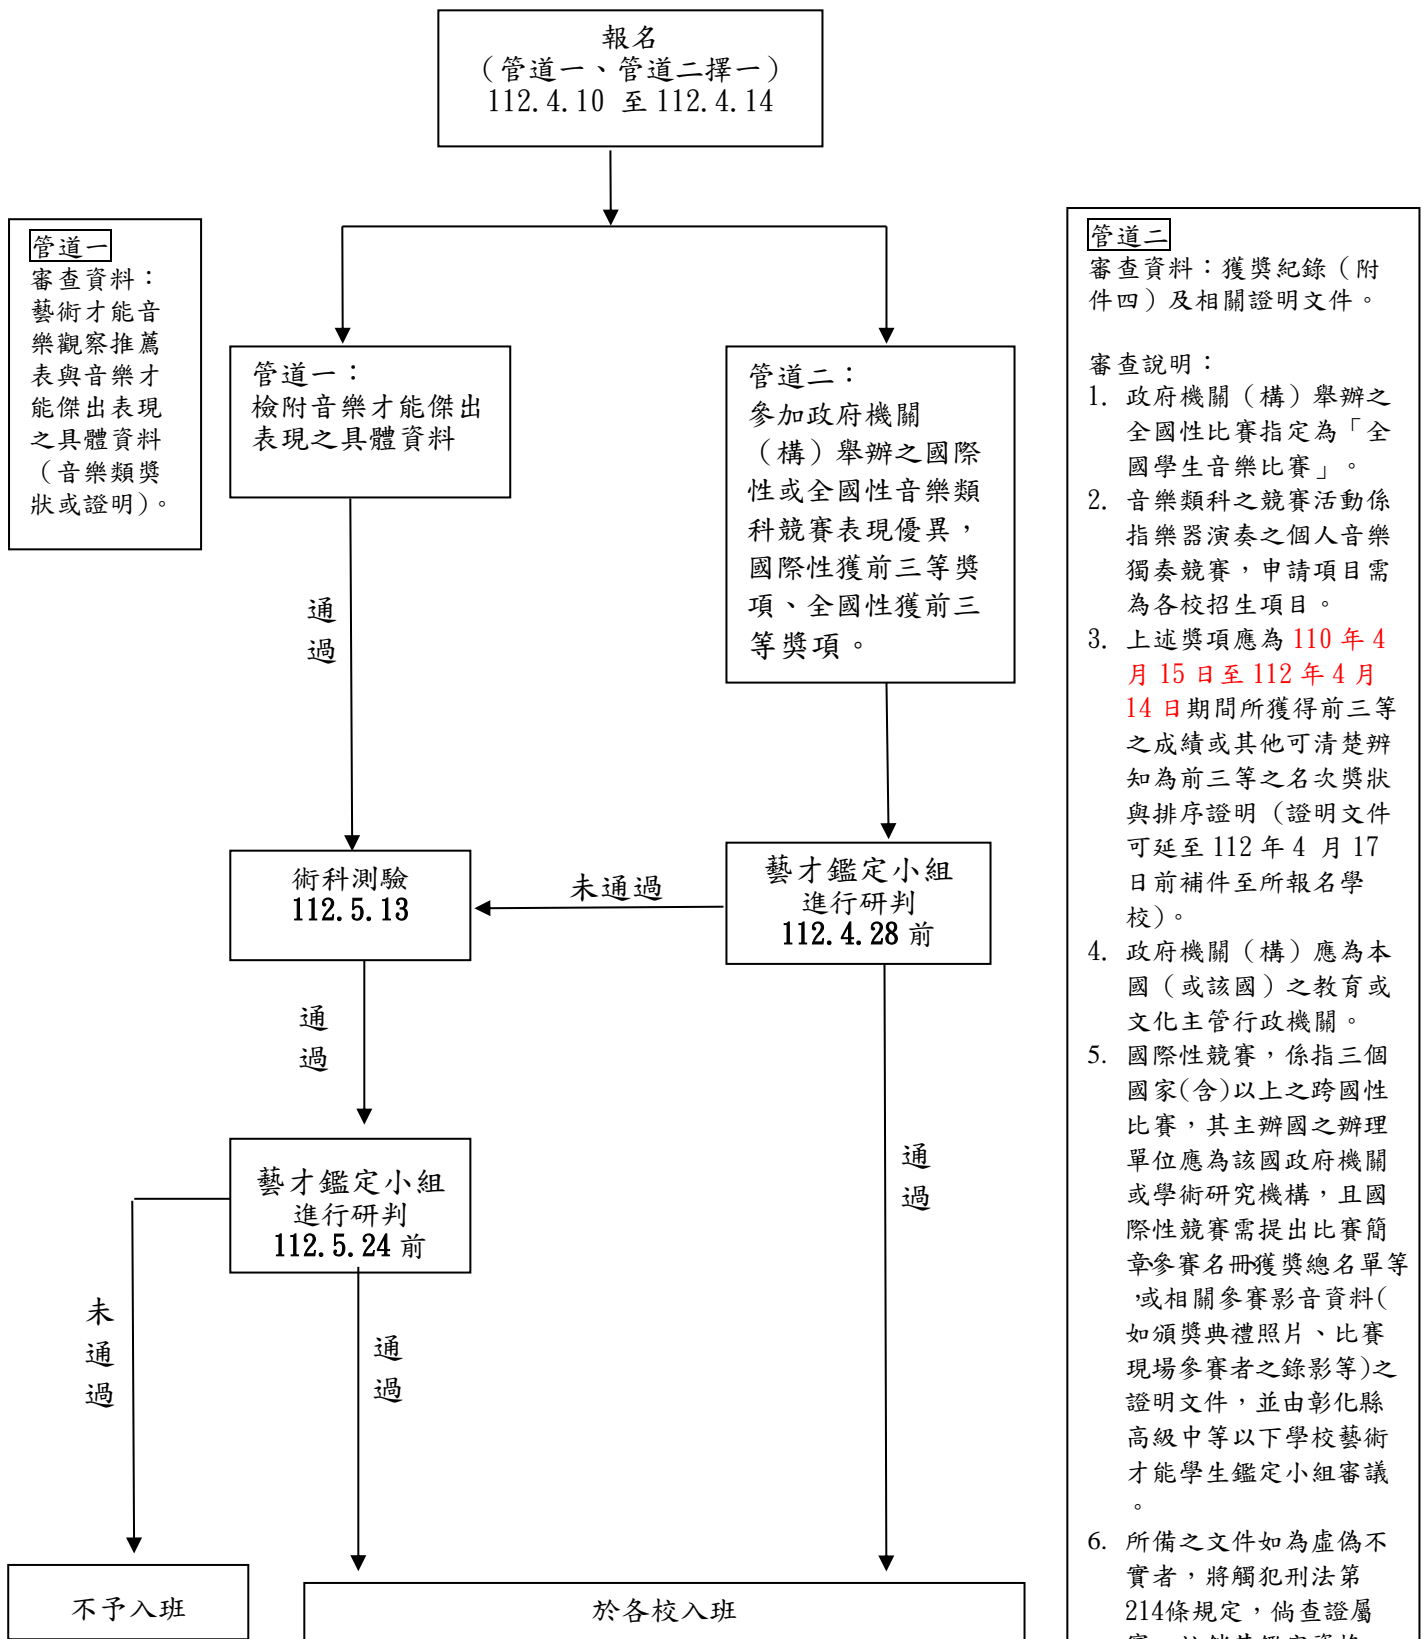 報名
（管道一、管道二擇一）
112.4.10 至 112.4.14
管道一
審查資料：
藝術才能音
樂觀察推薦
表與音樂才
能傑出表現
之具體資料
（音樂類獎
狀或證明)。
管道一：
檢附音樂才能傑出
表現之具體資料
管道二：
參加政府機關
（構）舉辦之國際
性或全國性音樂類
科競賽表現優異，
國際性獲前三等獎
項、全國性獲前三
等獎項。
通
過
術科測驗
112.5.13
未通過
藝才鑑定小組
進行研判
112.4.28 前
通
過
通
過
藝才鑑定小組
進行研判
112.5.24 前
未
通
過
通
過
不予入班
於各校入班
管道二
審查資料：獲獎紀錄（附
件四）及相關證明文件。
審查說明：
1. 政府機關（構）舉辦之
全國性比賽指定為「全
國學生音樂比賽」。
2. 音樂類科之競賽活動係
指樂器演奏之個人音樂
獨奏競賽，申請項目需
為各校招生項目。
3. 上述獎項應為 110 年 4
月 15 日至 112 年 4 月
14 日期間所獲得前三等
之成績或其他可清楚辨
知為前三等之名次獎狀
與排序證明（證明文件
可延至 112 年 4 月 17
日前補件至所報名學
校)。
4. 政府機關（構）應為本
國（或該國）之教育或
文化主管行政機關。
5. 國際性競賽，係指三個
國家(含)以上之跨國性
比賽，其主辦國之辦理
單位應為該國政府機關
或學術研究機構，且國
際性競賽需提出比賽簡
章參賽名冊獲獎總名單等
，或相關參賽影音資料(
如頒獎典禮照片、比賽
現場參賽者之錄影等)之
證明文件，並由彰化縣
高級中等以下學校藝術
才能學生鑑定小組審議
。
6. 所備之文件如為虛偽不
實者，將觸犯刑法第
214條規定，倘查證屬